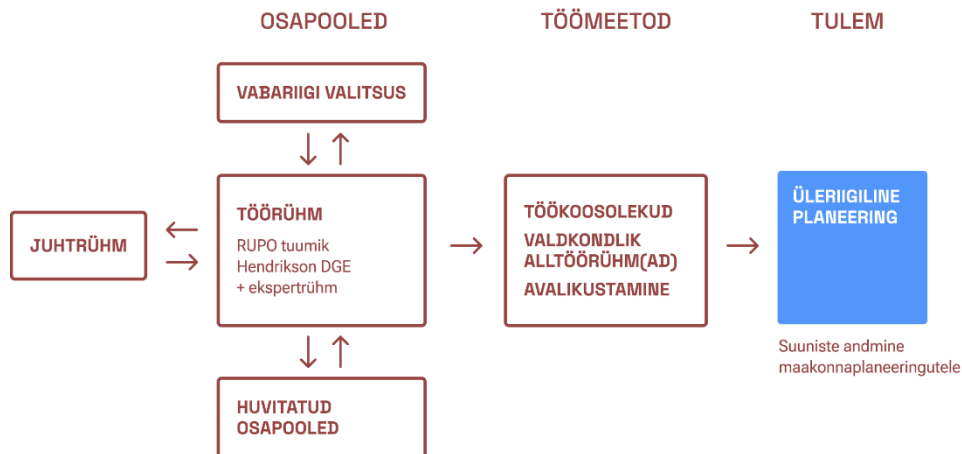 OSAPOOLED
TÖÖMEETOD
TULEM
VABARIIGI VALITSUS
JUHTRÜHM
TÖÖRÜHM
RUPO tuumik
Hendrikson DGE
+ ekspertrühm
TÖÖKOOSOLEKUD
VALDKONDLIK
ALLTÖÖRÜHM(AD)
AVALIKUSTAMINE
ÜLERIIGILINE
PLANEERING
Suuniste andmine
maakonnaplaneeringutele
HUVITATUD
OSAPOOLED